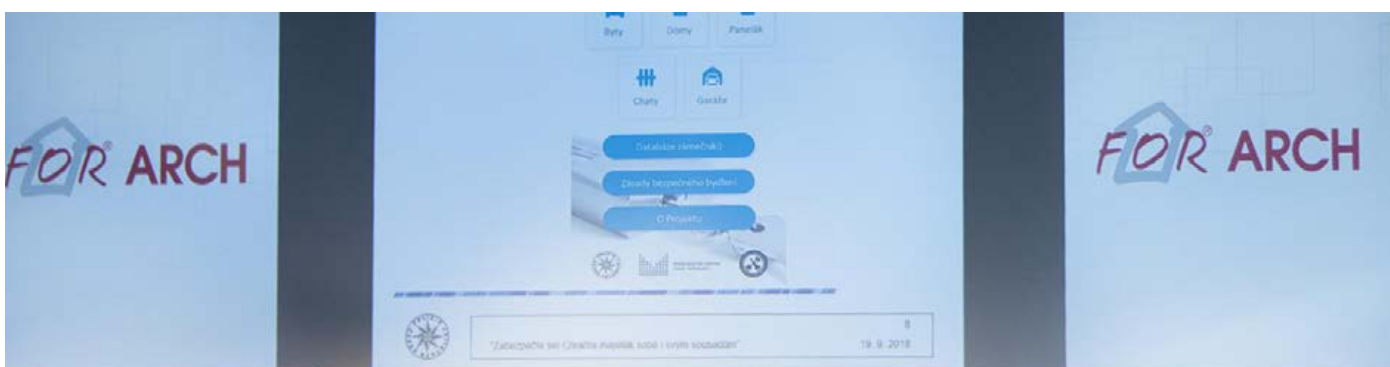 Byty Domy Panelák
FOR® ARCH
Chaty Garáže
FOR® ARCH
Databáze zámečníků
Zásady bezpečného bydlení
O Projektu
8
"Zabezpečte se! Chraňte majetek sobě i svým sousedům"
19. 9. 2018